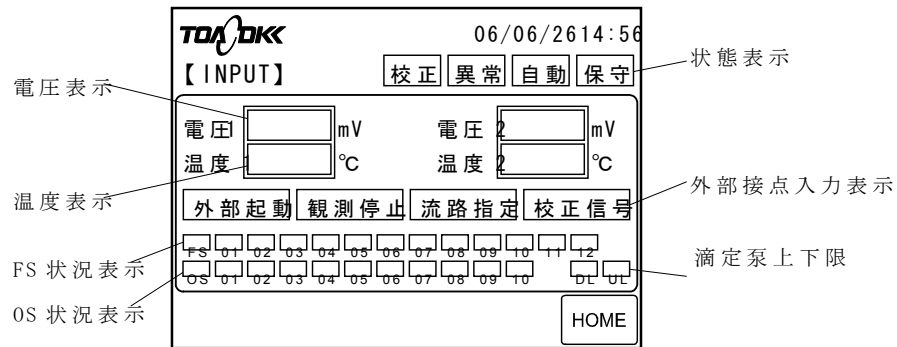 TOADKK 06/06/2614:56
【INPUT】 校正 異常 自動 保守
状態表示
電圧表示
電圧1 mV 電圧2 mV
温度1 ℃ 温度2 ℃
温度表示
外部接点入力表示
外部起動 観測停止 流路指定 校正信号
FS 01 02 03 04 05 06 07 08 09 10 11 12
FS状況表示
滴定泵上下限
OS 01 02 03 04 05 06 07 08 09 10 DL UL
OS状況表示
HOME